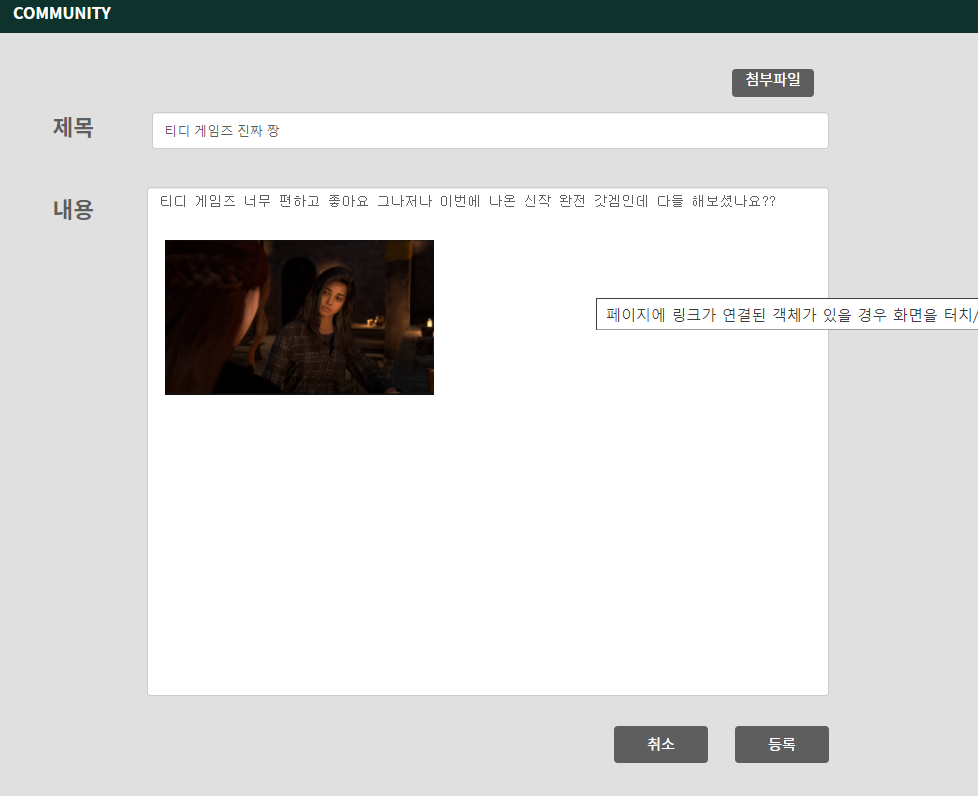 COMMUNITY
첨부파일
제목
티디 게임즈 진짜 짱
내용
티디 게임즈 너무 편하고 좋아요 그나저나 이번에 나온 신작 완전 갓겜인데 다들 해보셨나요??
페이지에 링크가 연결된 객체가 있을 경우 화면을 터치/
취소
등록